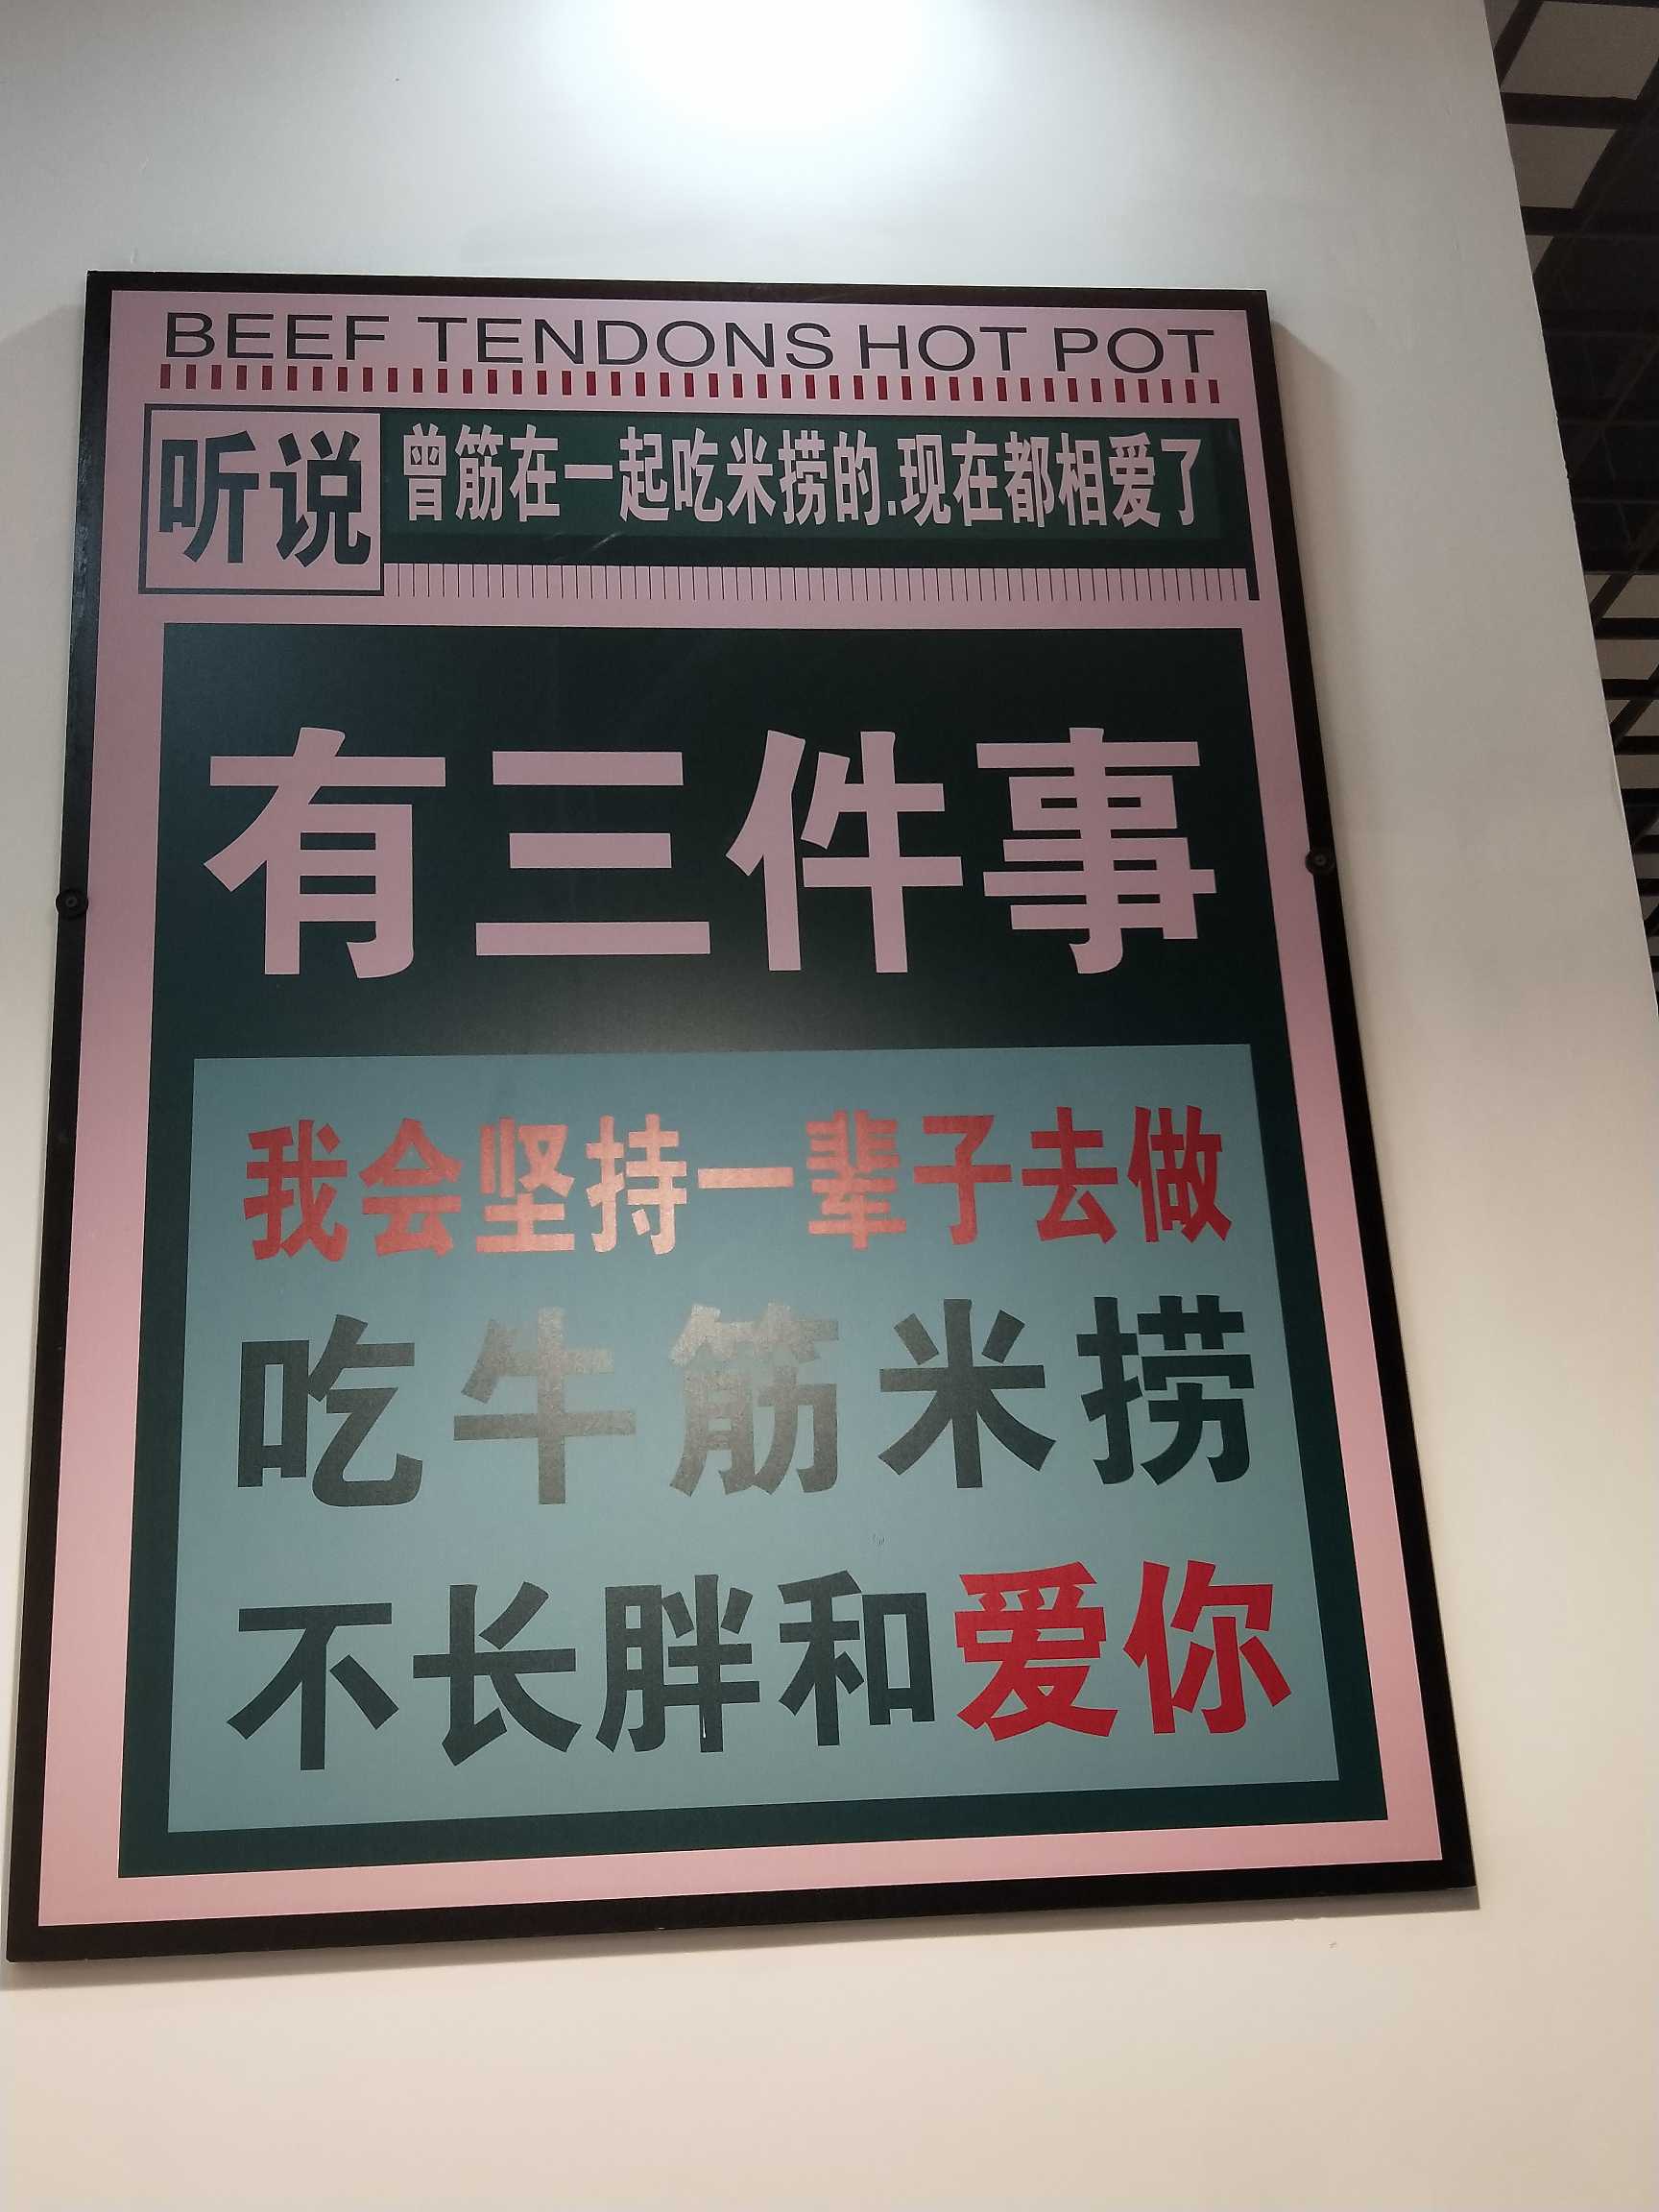 BEEF TENDONS HOT POT
听说
曾筋在一起吃米捞的.现在都相爱了
有三件事
我会坚持一辈子去做
吃牛筋米捞
不长胖和爱你